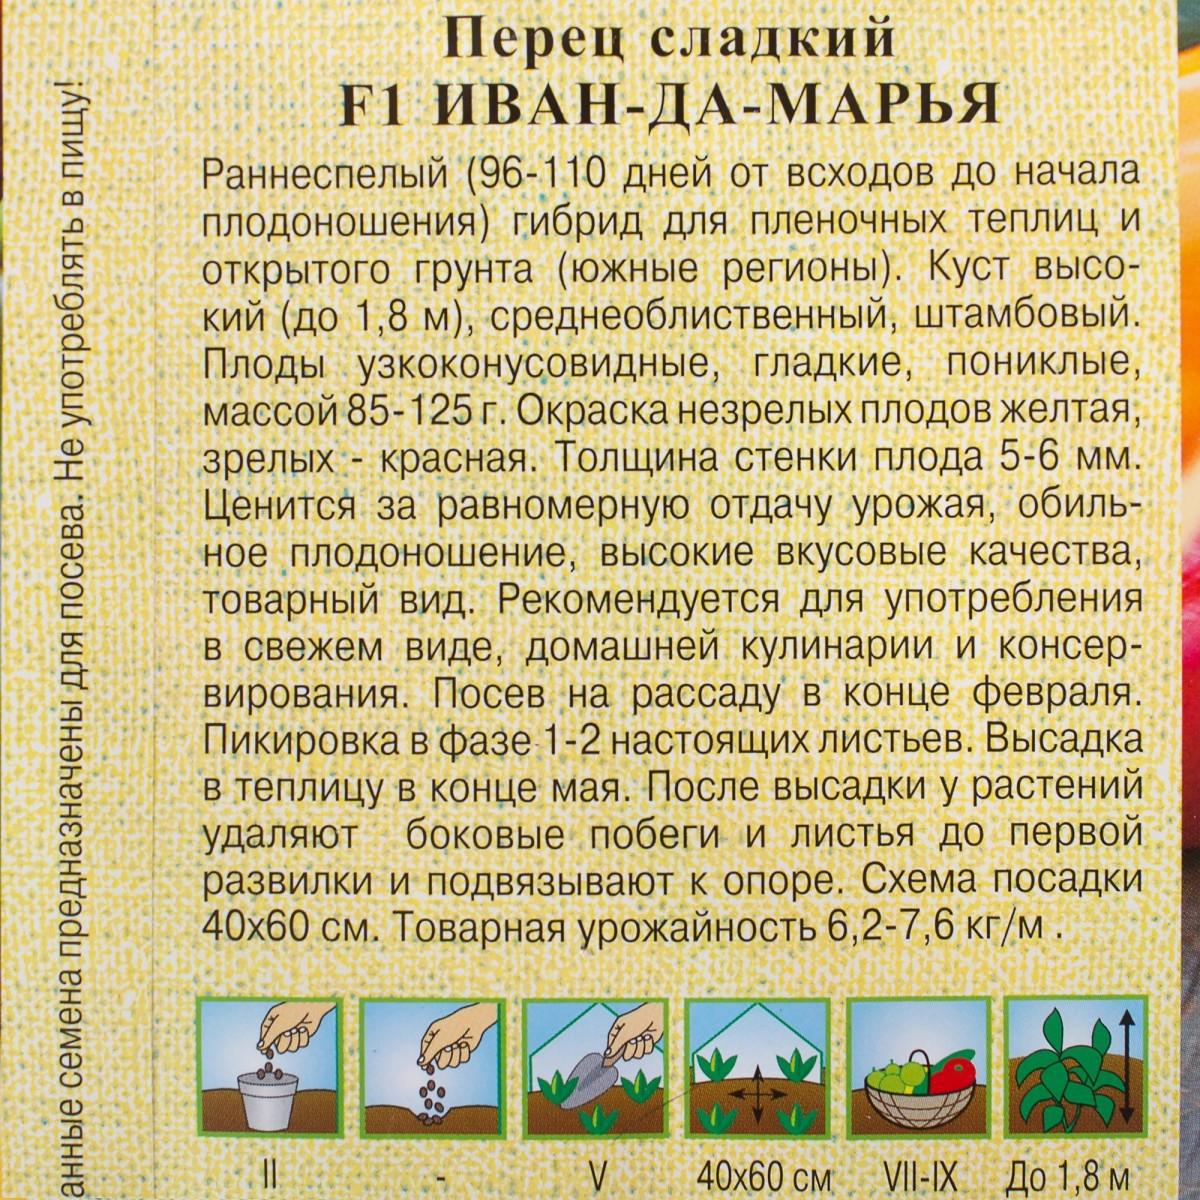 Перец сладкий
F1 ИВАН-ДА-МАРЬЯ
Раннеспелый (96-110 дней от всходов до начала
плодоношения) гибрид для пленочных теплиц и
открытого грунта (южные регионы). Куст высо-
кий (до 1,8 м), среднеоблиственный, штамбовый.
Плоды узкоконусовидные, гладкие, пониклые,
массой 85-125 г. Окраска незрелых плодов желтая,
зрелых - красная. Толщина стенки плода 5-6 мм.
Ценится за равномерную отдачу урожая, обиль-
ное плодоношение, высокие вкусовые качества,
товарный вид. Рекомендуется для употребления
в свежем виде, домашней кулинарии и консер-
вирования. Посев на рассаду в конце февраля.
Пикировка в фазе 1-2 настоящих листьев. Высадка
в теплицу в конце мая. После высадки у растений
удаляют боковые побеги и листья до первой
развилки и подвязывают к опоре. Схема посадки
40х60 см. Товарная урожайность 6,2-7,6 кг/м .
II - V 40х60 см VII-IX До 1,8 м
анные семена предназначены для посева. Не употреблять в пищу!